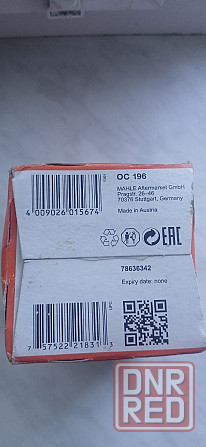 OC 196
MAHLE Aftermarket GmbH
Pragstr. 26-46
70376 Stuttgart, Germany
Made in Austria
4 009026 015674
EAC
78636342
Expiry date: none
7 57522 21831 3
DNR
RED